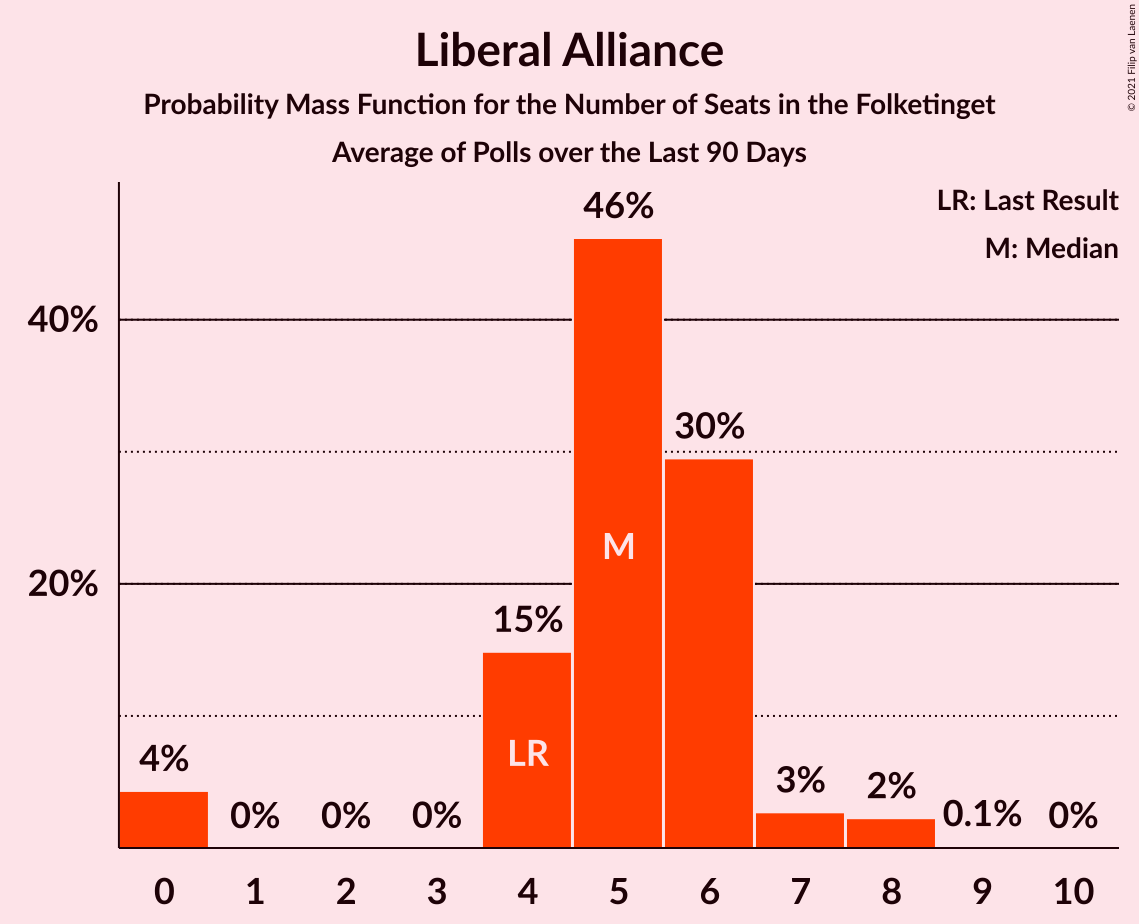 Liberal Alliance
Probability Mass Function for the Number of Seats in the Folketinget
Average of Polls over the Last 90 Days
© 2021 Filip van Laenen
LR: Last Result
M: Median
46%
40%
30%
M
20%
15%
LR
4%
0%
0%
0%
3%
2%
0.1%
0%
0 1 2 3 4 5 6 7 8 9 10